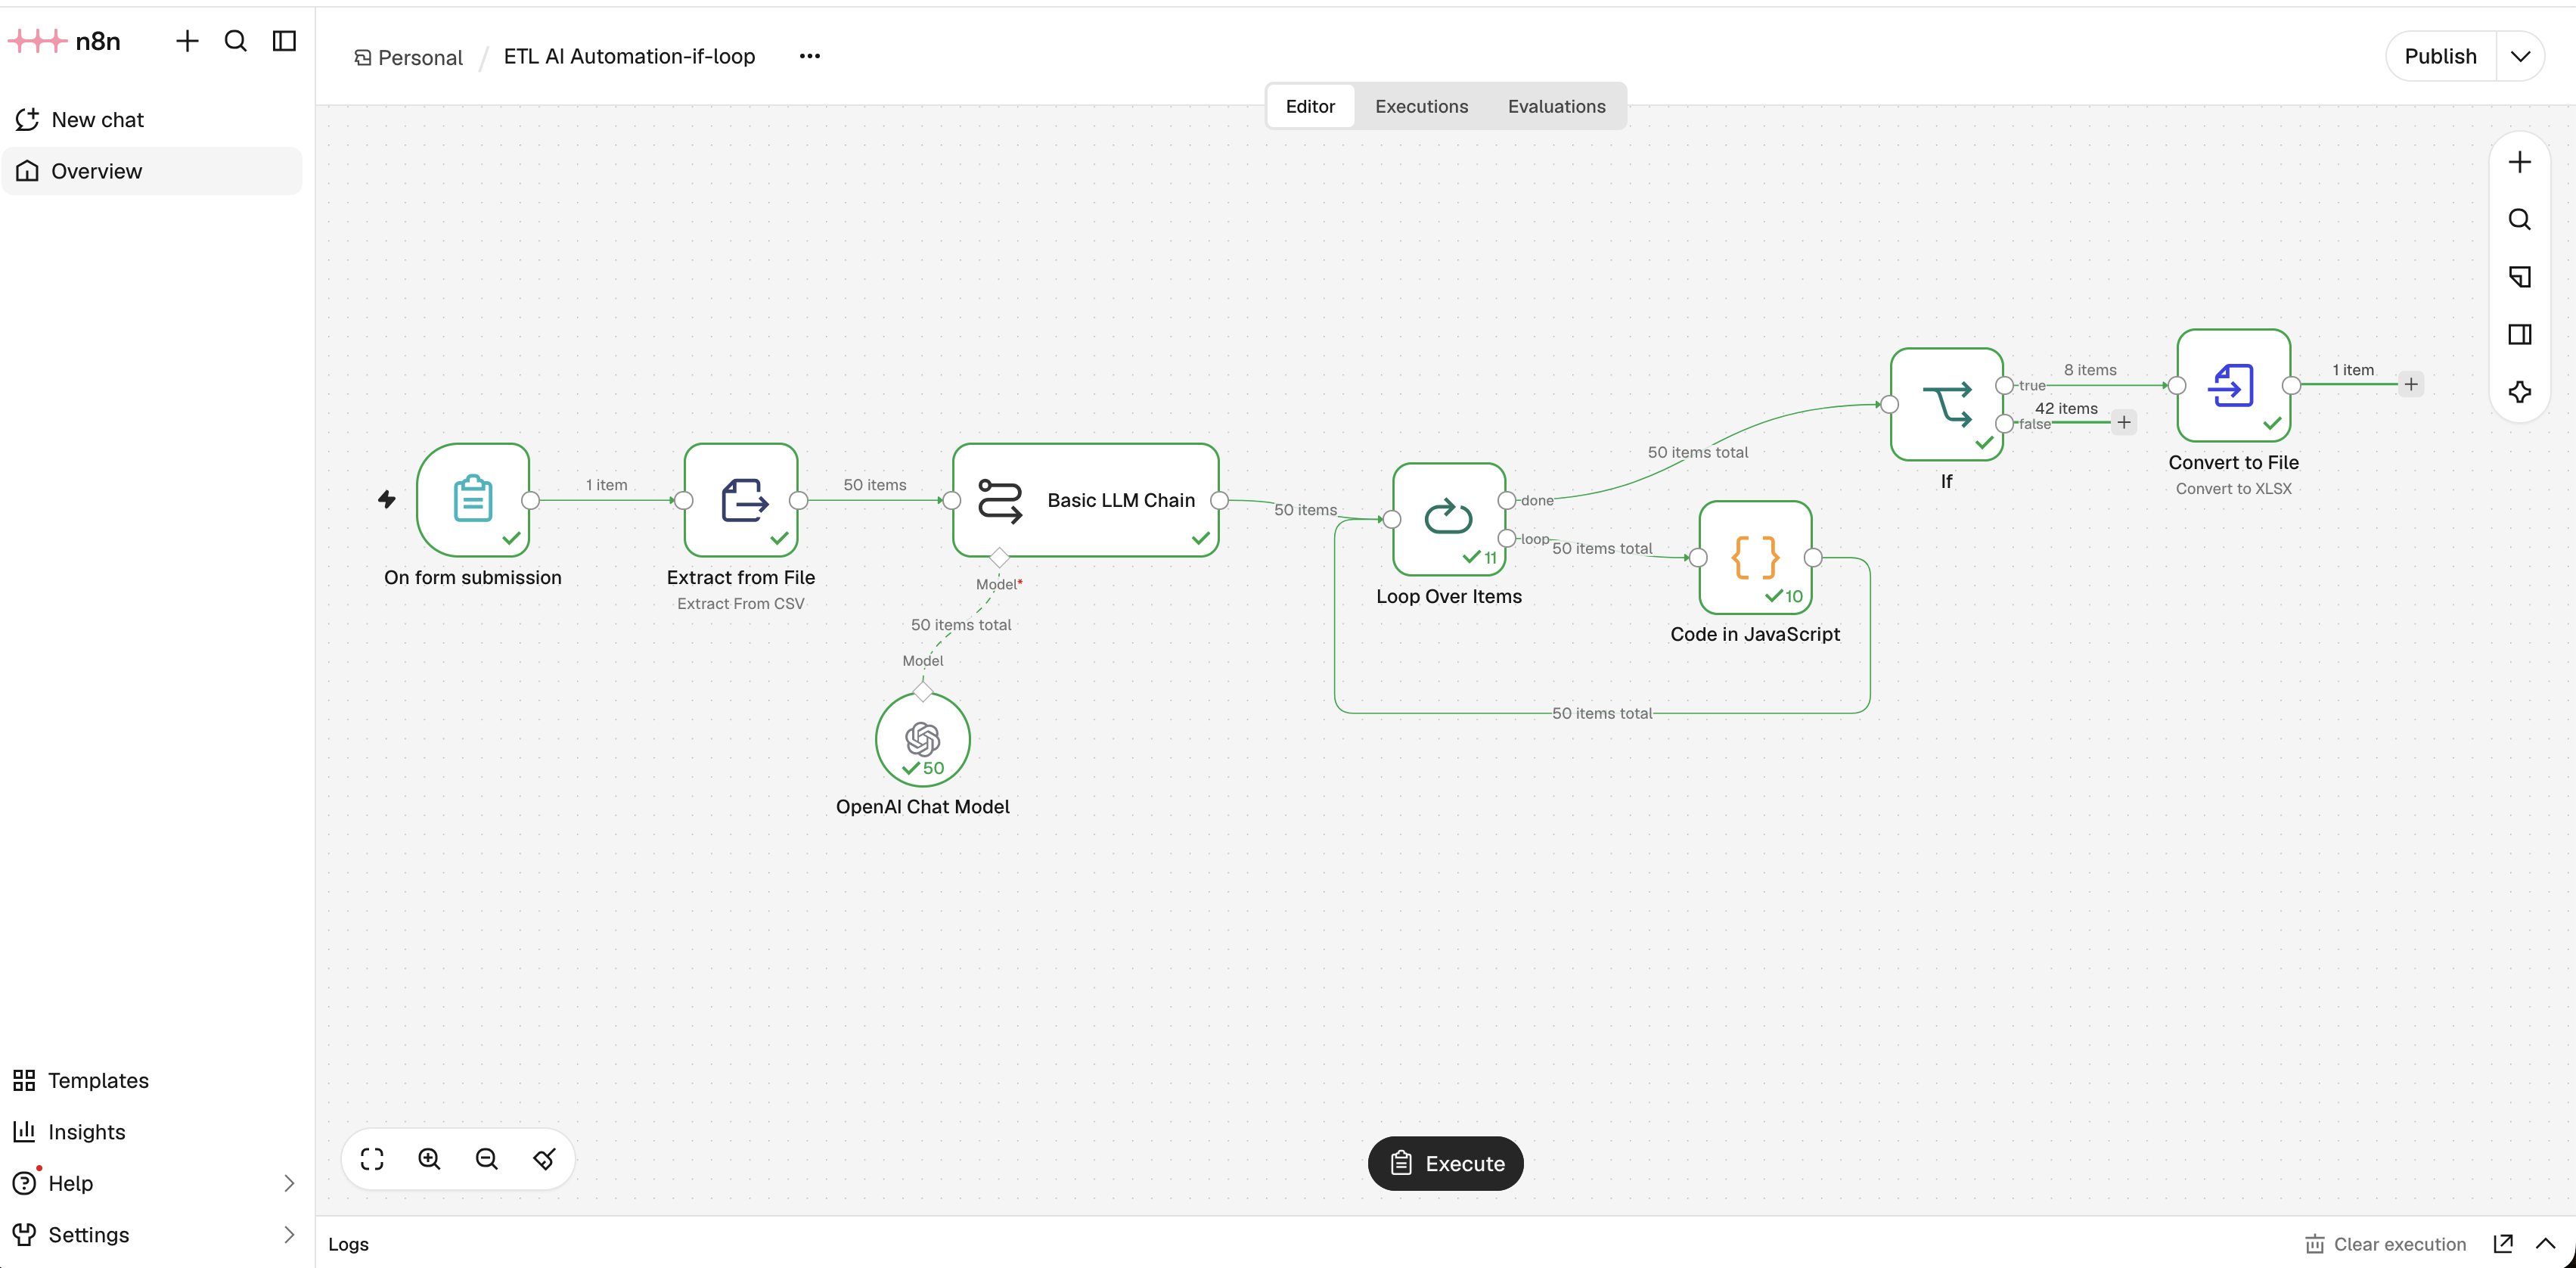 n8n
New chat
Overview
Templates
Insights
Help
Settings
Personal / ETL AI Automation-if-loop
Publish
Editor Executions Evaluations
On form submission
1 item
Extract from File
Extract From CSV
50 items
Basic LLM Chain
Model*
50 items total
Model
50
OpenAI Chat Model
50 items
done
loop
11
Loop Over Items
50 items total
50 items total
10
Code in JavaScript
50 items total
true
false
If
8 items
42 items
Convert to File
Convert to XLSX
1 item
Execute
Logs
Clear execution